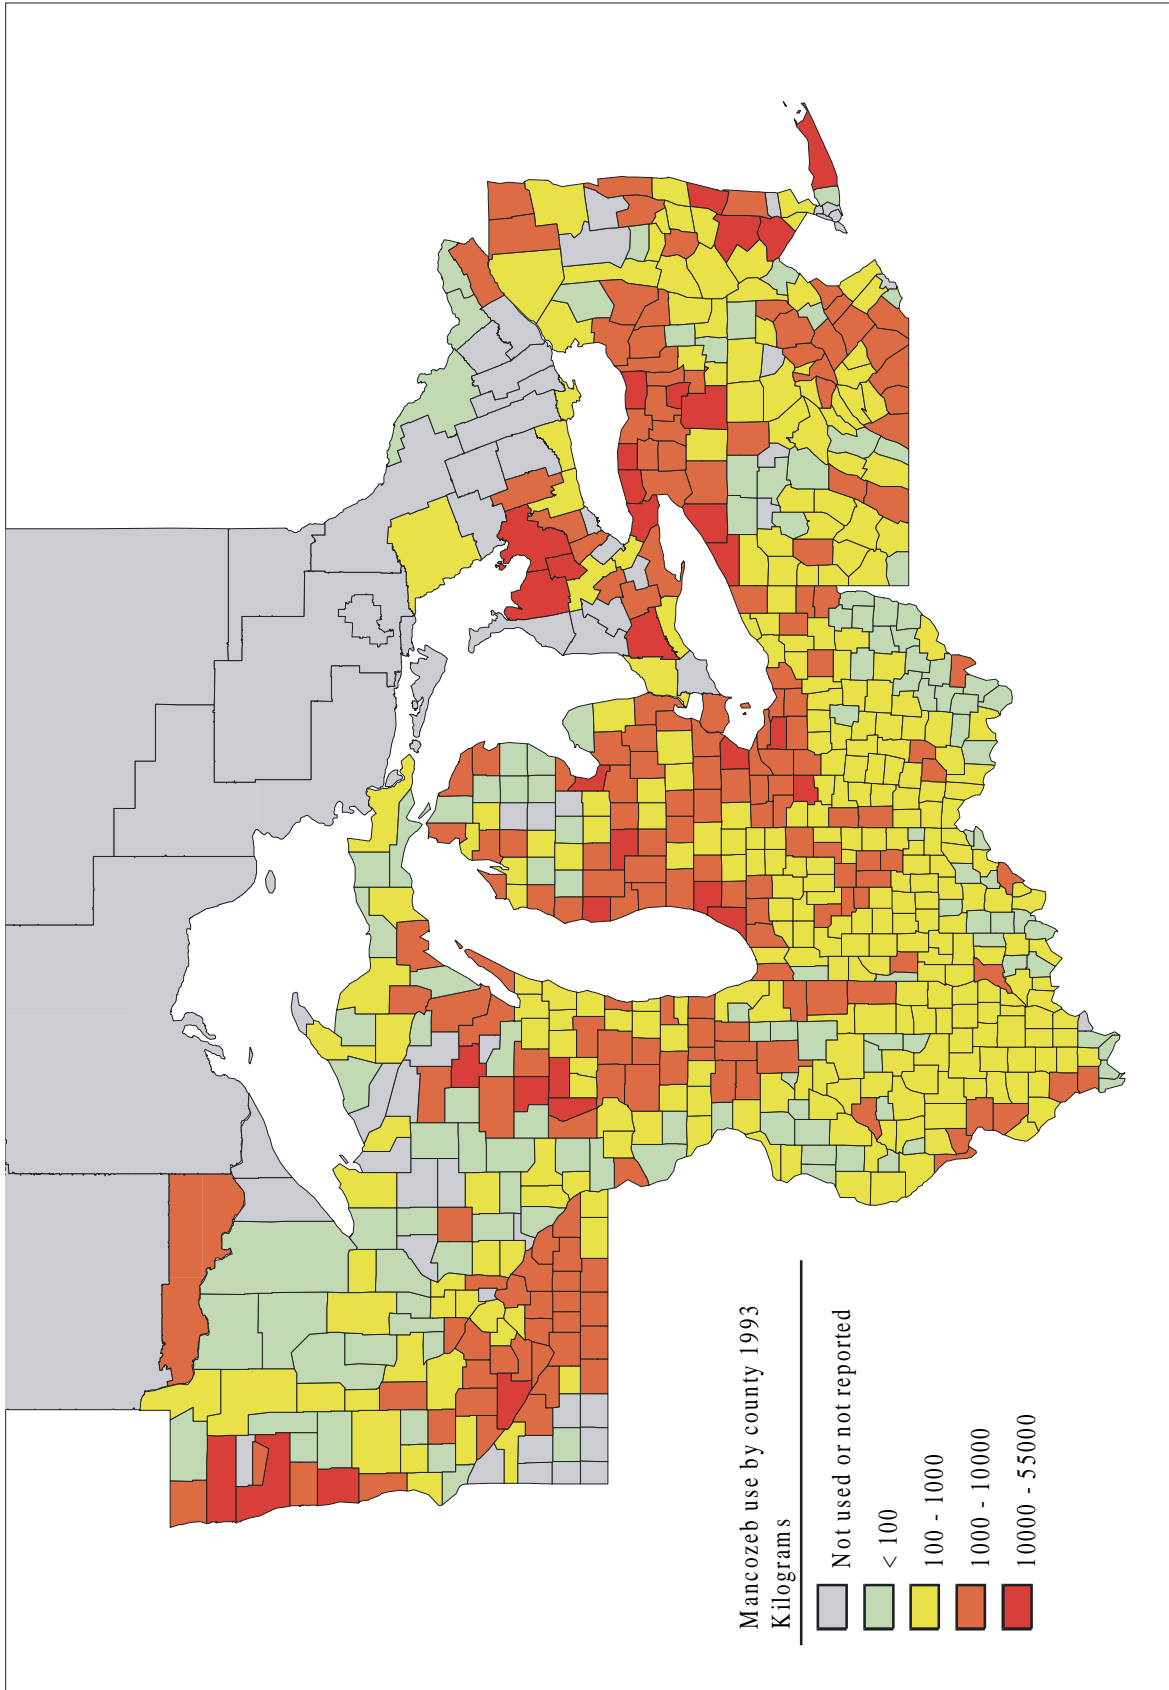 Mancozeb use by county 1993
Kilograms
Not used or not reported
< 100
100 - 1000
1000 - 10000
10000 - 55000